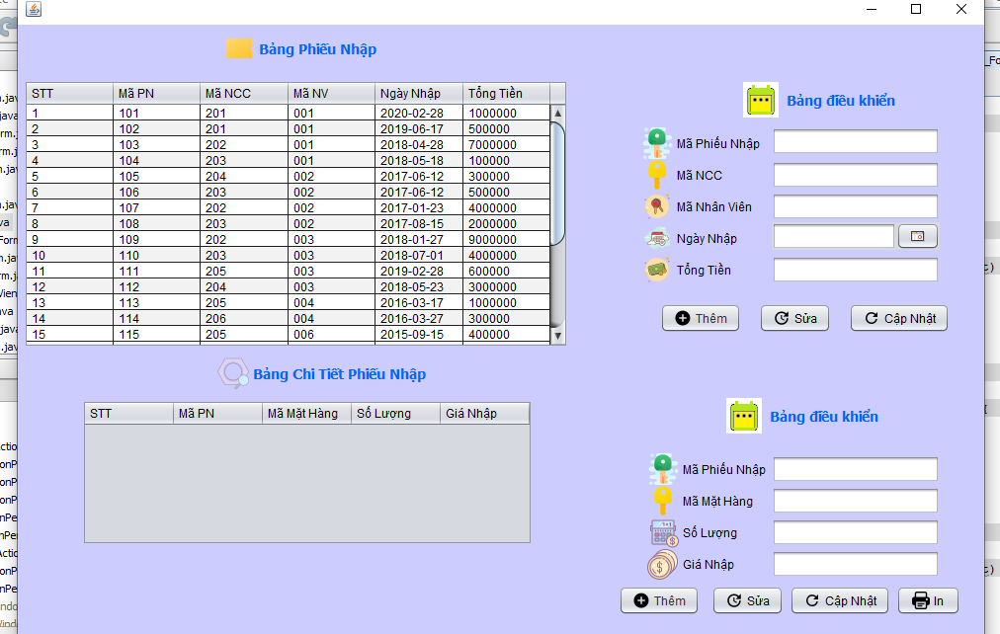 Bảng Phiếu Nhập
STT Mã PN Mã NCC Mã NV Ngày Nhập Tổng Tiền
1 101 201 001 2020-02-28 1000000
2 102 201 001 2019-06-17 500000
3 103 202 001 2018-04-28 7000000
4 104 203 001 2018-05-18 100000
5 105 204 002 2017-06-12 300000
6 106 203 002 2017-06-12 500000
7 107 202 002 2017-01-23 4000000
8 108 203 002 2017-08-15 2000000
9 109 202 003 2018-01-27 9000000
10 110 203 003 2018-07-01 4000000
11 111 205 003 2019-02-28 600000
12 112 204 003 2018-05-23 3000000
13 113 205 004 2016-03-17 1000000
14 114 206 004 2016-03-27 300000
15 115 205 006 2015-09-15 400000
Bảng điều khiển
Mã Phiếu Nhập
Mã NCC
Mã Nhân Viên
Ngày Nhập
Tổng Tiền
Thêm Sửa Cập Nhật
Bảng Chi Tiết Phiếu Nhập
STT Mã PN Mã Mặt Hàng Số Lượng Giá Nhập
Bảng điều khiển
Mã Phiếu Nhập
Mã Mặt Hàng
Số Lượng
Giá Nhập
Thêm Sửa Cập Nhật In